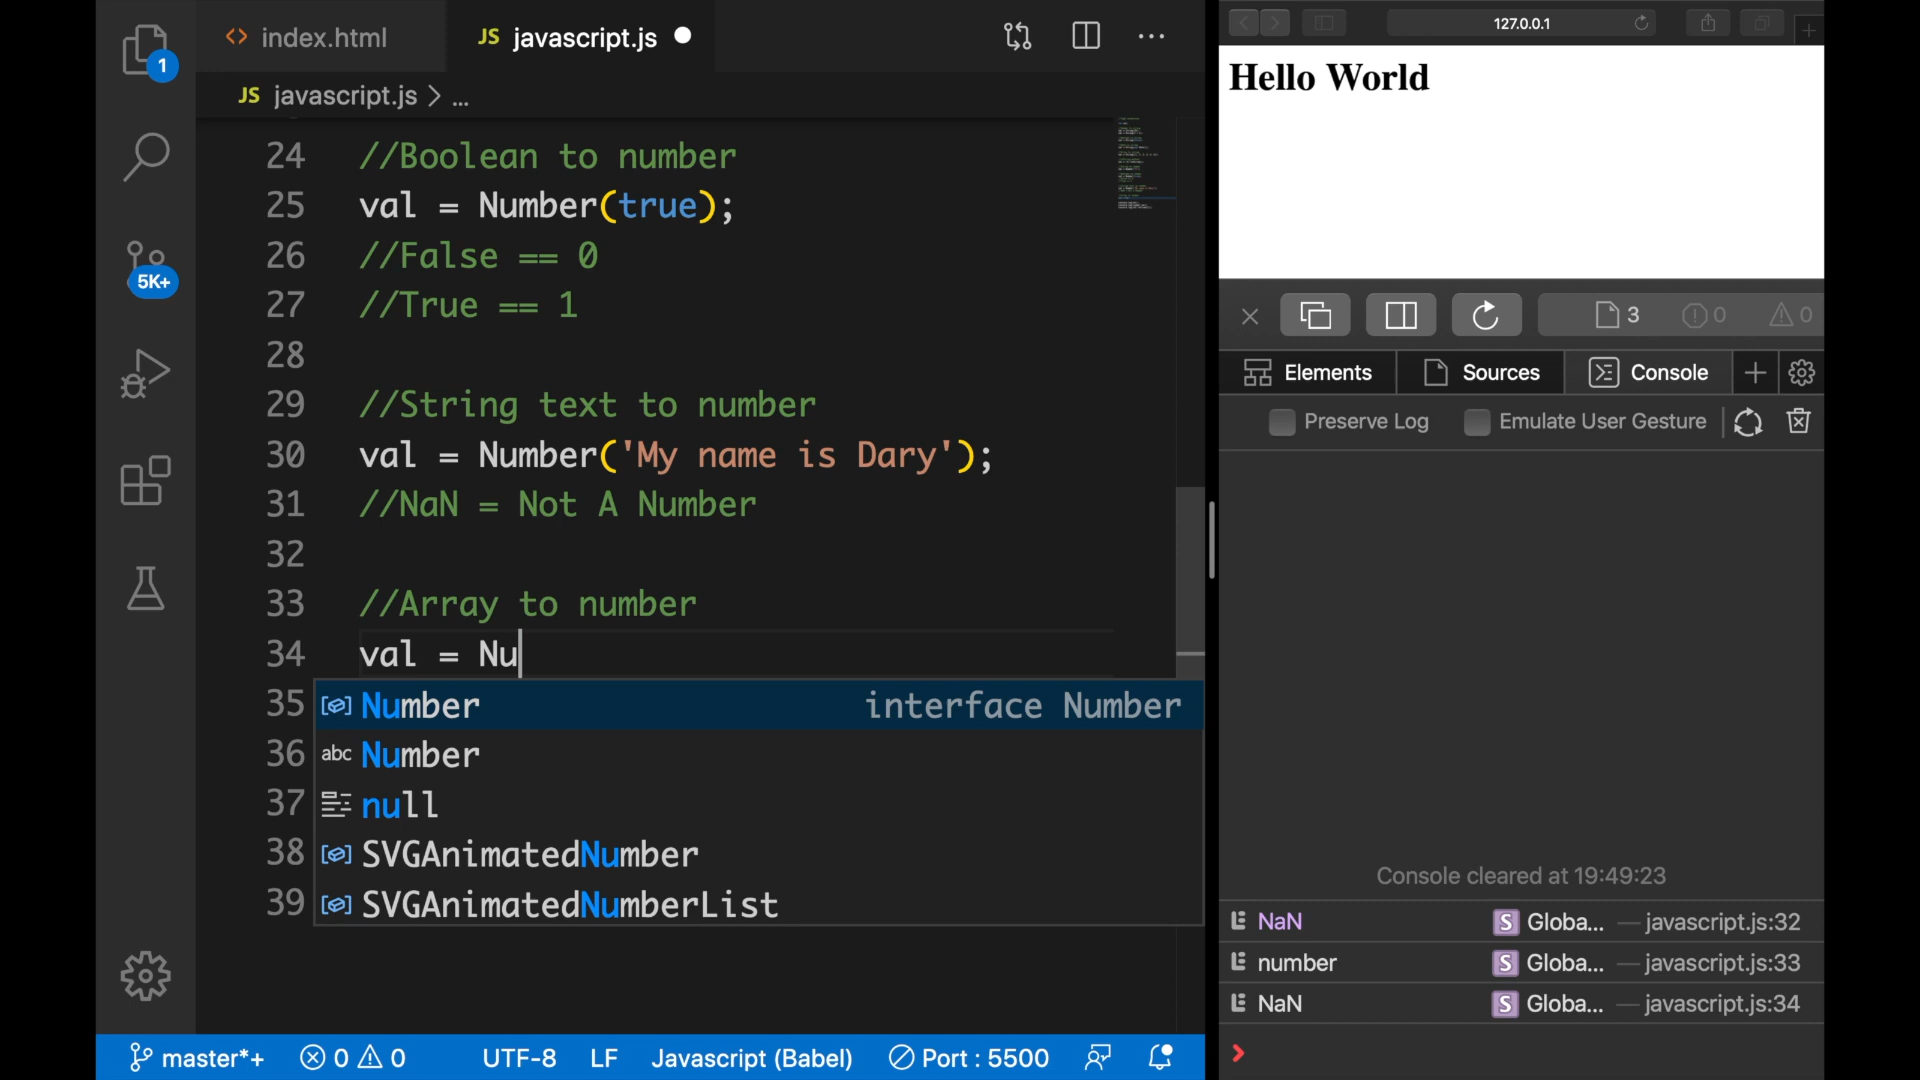 1
<> index.html
JS javascript.js
JS javascript.js > ...
24 //Boolean to number
25 val = Number(true);
26 //False == 0
27 //True == 1
28
29 //String text to number
30 val = Number('My name is Dary');
31 //NaN = Not A Number
32
33 //Array to number
34 val = Nu
35 Number interface Number
36 abc Number
37 null
38 SVGAnimatedNumber
39 SVGAnimatedNumberList
5K+
master*+ 0 0 UTF-8 LF Javascript (Babel) Port : 5500
127.0.0.1
Hello World
3 0 0
Elements Sources Console
Preserve Log Emulate User Gesture
Console cleared at 19:49:23
E NaN S Globa... — javascript.js:32
E number S Globa... — javascript.js:33
E NaN S Globa... — javascript.js:34